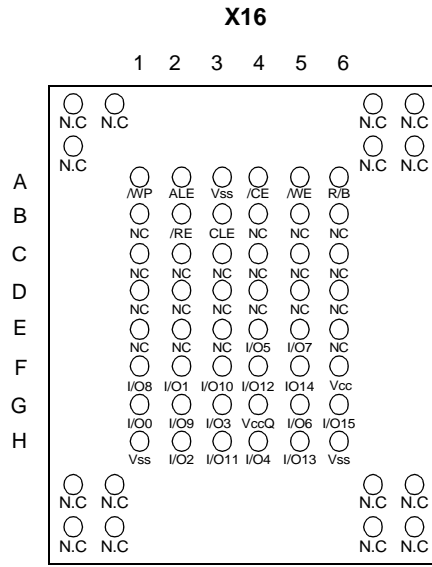 X16
1 2 3 4 5 6
N.C N.C N.C N.C
N.C N.C N.C
A
/WP ALE Vss /CE /WE R/B
B
NC /RE CLE NC NC NC
C
NC NC NC NC NC NC
D
NC NC NC NC NC NC
E
NC NC NC I/O5 I/O7 NC
F
I/O8 I/O1 I/O10 I/O12 IO14 Vcc
G
I/O0 I/O9 I/O3 VccQ I/O6 I/O15
H
Vss I/O2 I/O11 I/O4 I/O13 Vss
N.C N.C N.C N.C
N.C N.C N.C N.C